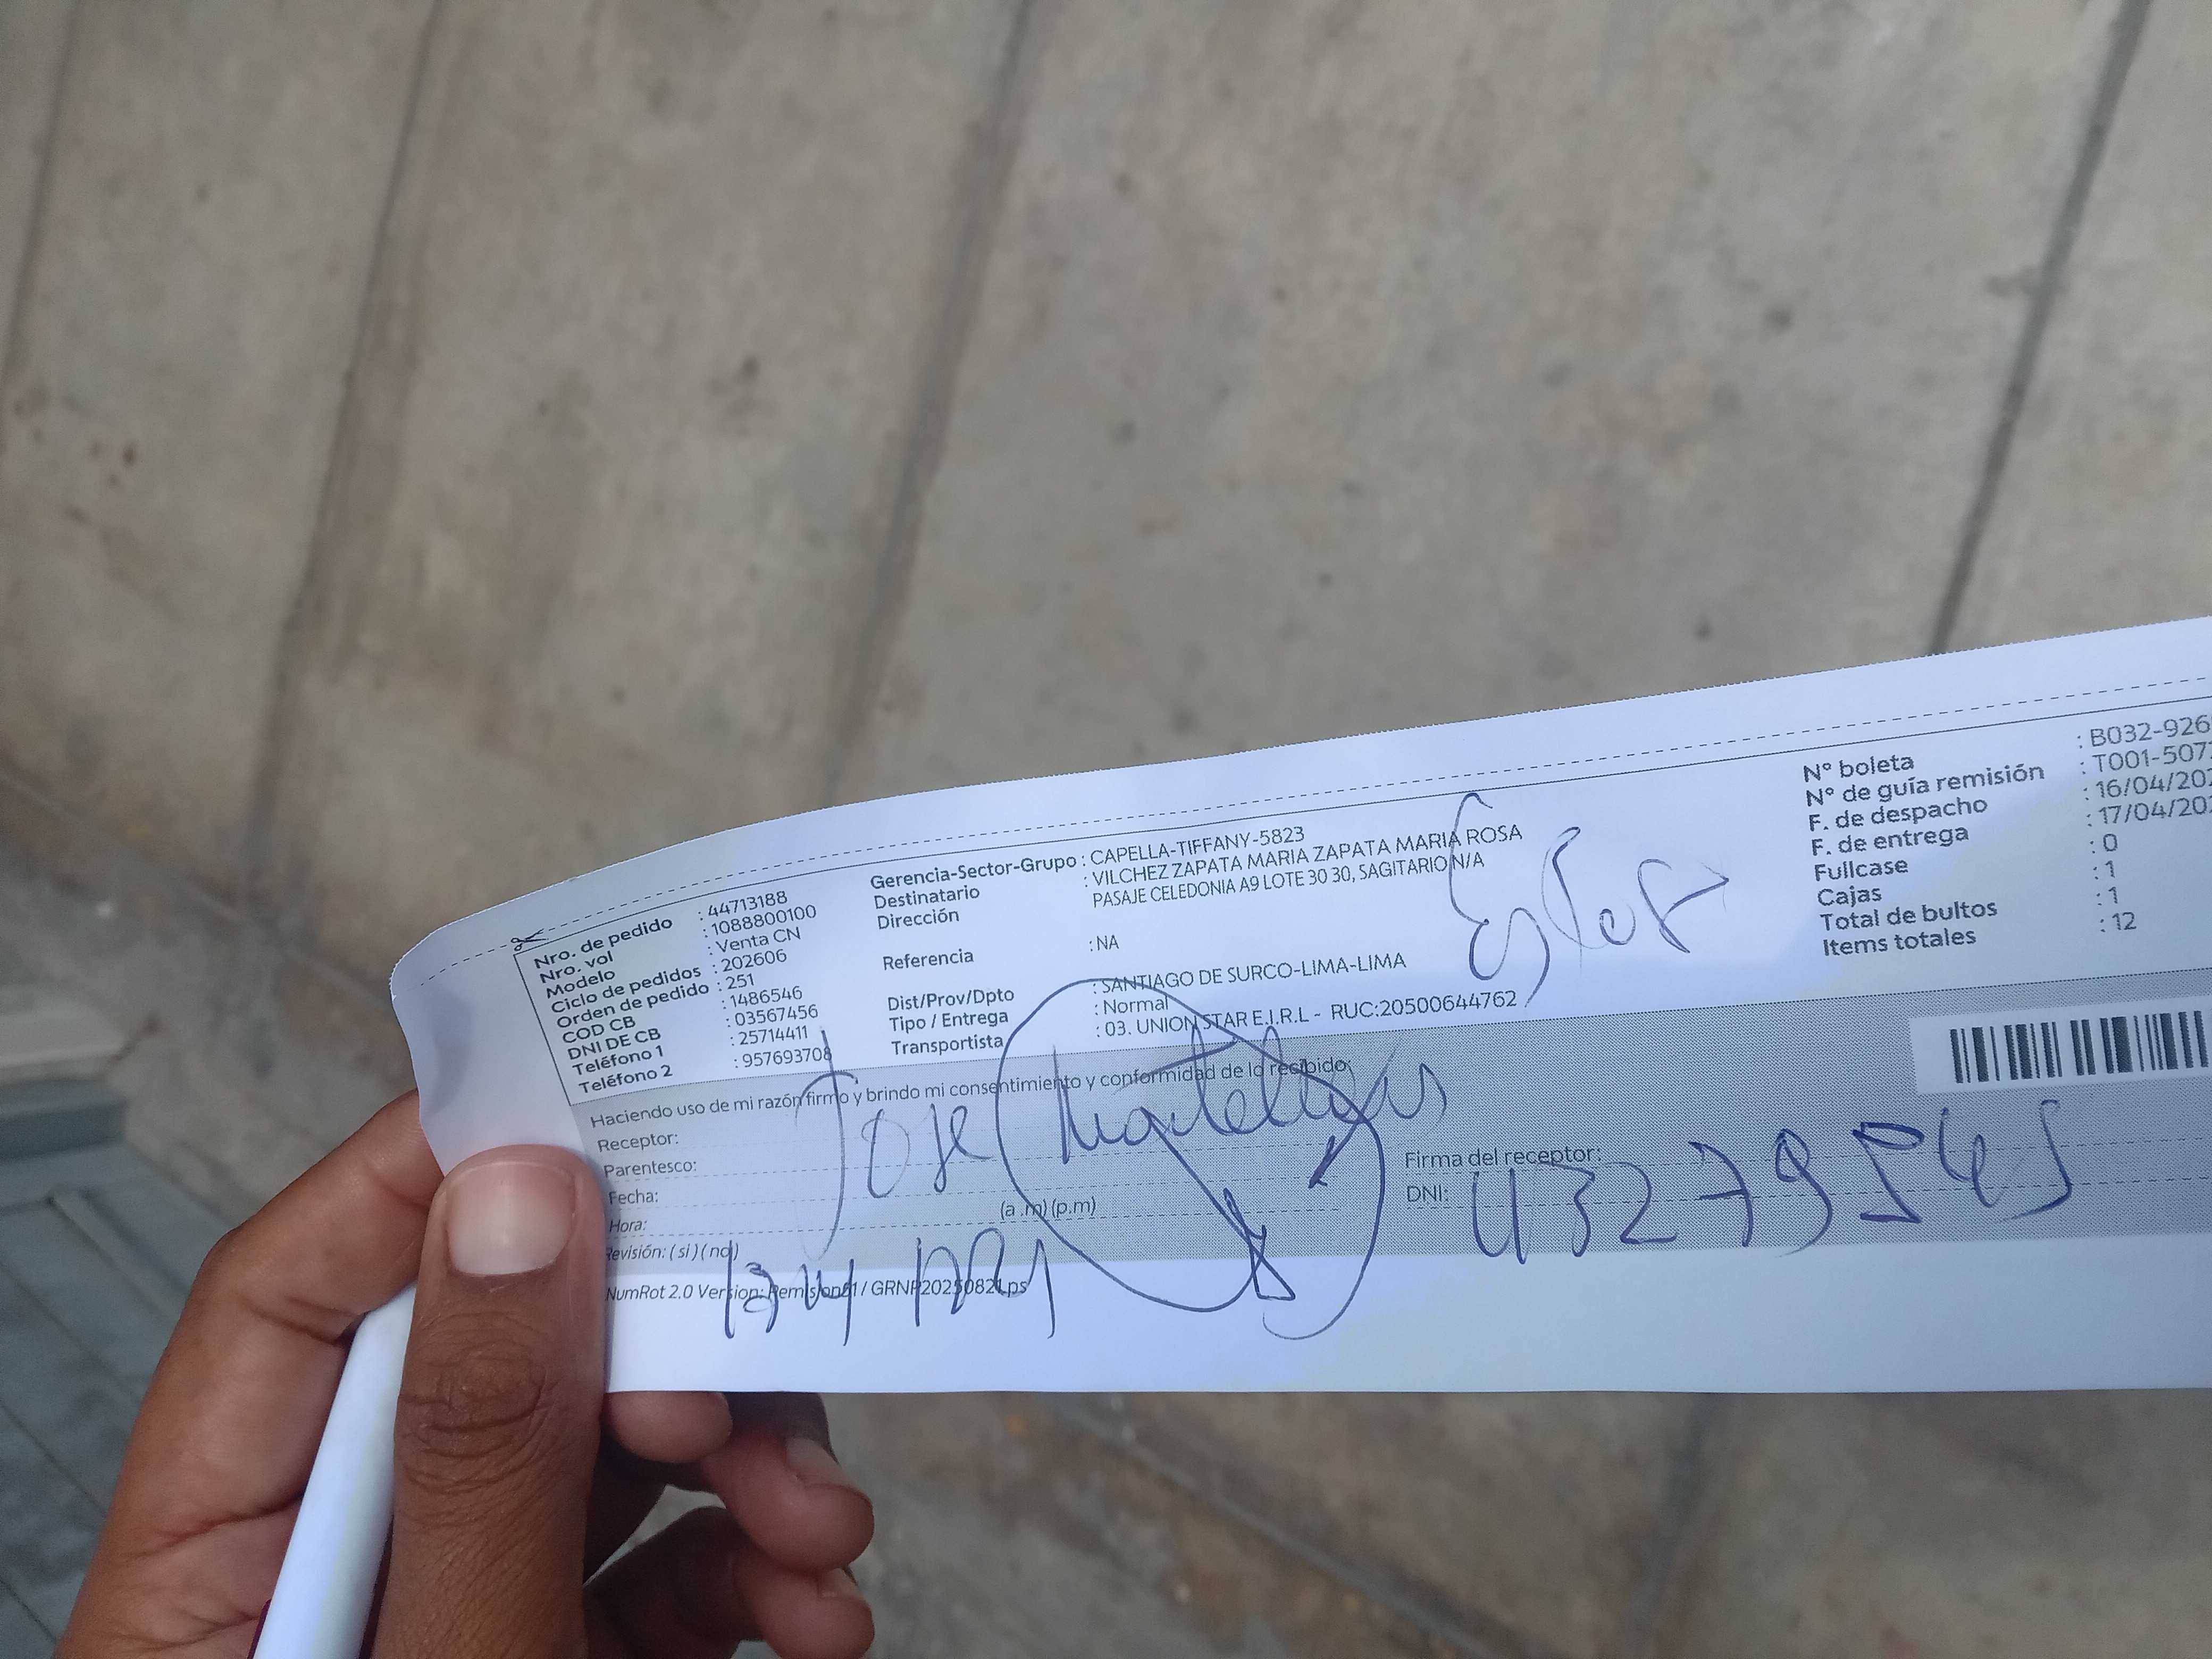 Nro. de pedido : 44713188
Nro. vol : 1088800100
Modelo : Venta CN
Ciclo de pedidos : 202606
Orden de pedido : 251
COD CB : 1486546
DNI DE CB : 03567456
Teléfono 1 : 25714411
Teléfono 2 : 957693708
Gerencia-Sector-Grupo : CAPELLA-TIFFANY-5823
Destinatario : VILCHEZ ZAPATA MARIA ZAPATA MARIA ROSA
Dirección PASAJE CELEDONIA A9 LOTE 30 30, SAGITARIO N/A
Referencia : NA
Dist/Prov/Dpto : SANTIAGO DE SURCO-LIMA-LIMA
Tipo / Entrega : Normal
Transportista : 03. UNION STAR E.I.R.L - RUC:20500644762
N° boleta : B032-926
N° de guía remisión : T001-507
F. de despacho : 16/04/202
F. de entrega : 17/04/202
Fullcase : 0
Cajas : 1
Total de bultos : 1
Items totales : 12
Haciendo uso de mi razón firmo y brindo mi consentimiento y conformidad de lo recibido:
Receptor: Jose
Parentesco:
Fecha:
Hora: (a .m) (p.m)
Revisión: ( si ) ( no )
Firma del receptor:
DNI: 43279545
NumRot 2.0 Version: Remision51 / GRNP20250821.ps